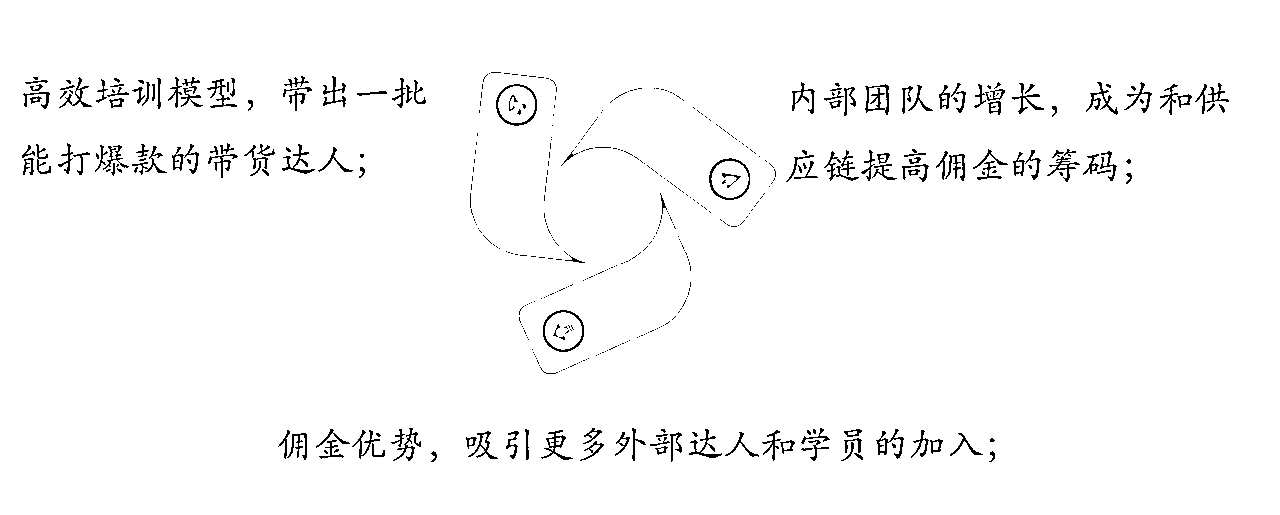 高效培训模型，带出一批
能打爆款的带货达人；
内部团队的增长，成为和供
应链提高佣金的筹码；
佣金优势，吸引更多外部达人和学员的加入；